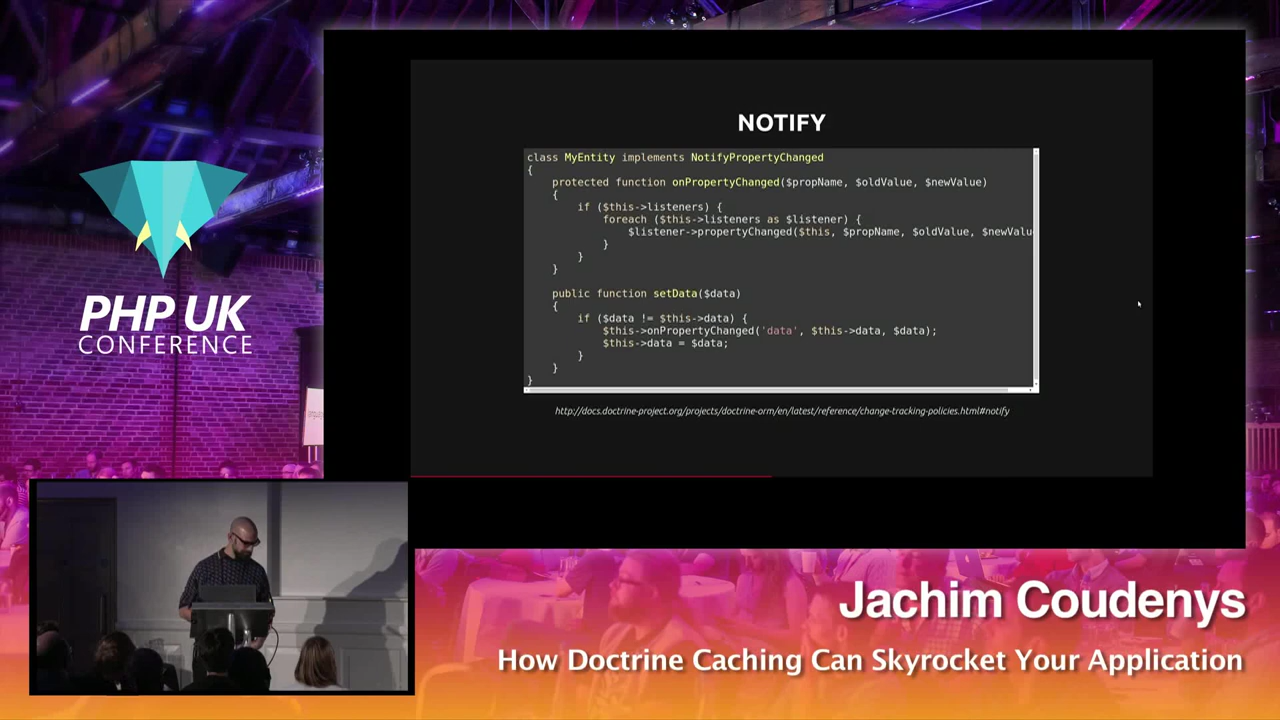 NOTIFY
class MyEntity implements NotifyPropertyChanged
{
    protected function onPropertyChanged($propName, $oldValue, $newValue)
    {
        if ($this->listeners) {
            foreach ($this->listeners as $listener) {
                $listener->propertyChanged($this, $propName, $oldValue, $newValu
            }
        }
    }
    public function setData($data)
    {
        if ($data != $this->data) {
            $this->onPropertyChanged('data', $this->data, $data);
            $this->data = $data;
        }
    }
}
http://docs.doctrine-project.org/projects/doctrine-orm/en/latest/reference/change-tracking-policies.html#notify
PHP UK
CONFERENCE
Jachim Coudenys
How Doctrine Caching Can Skyrocket Your Application